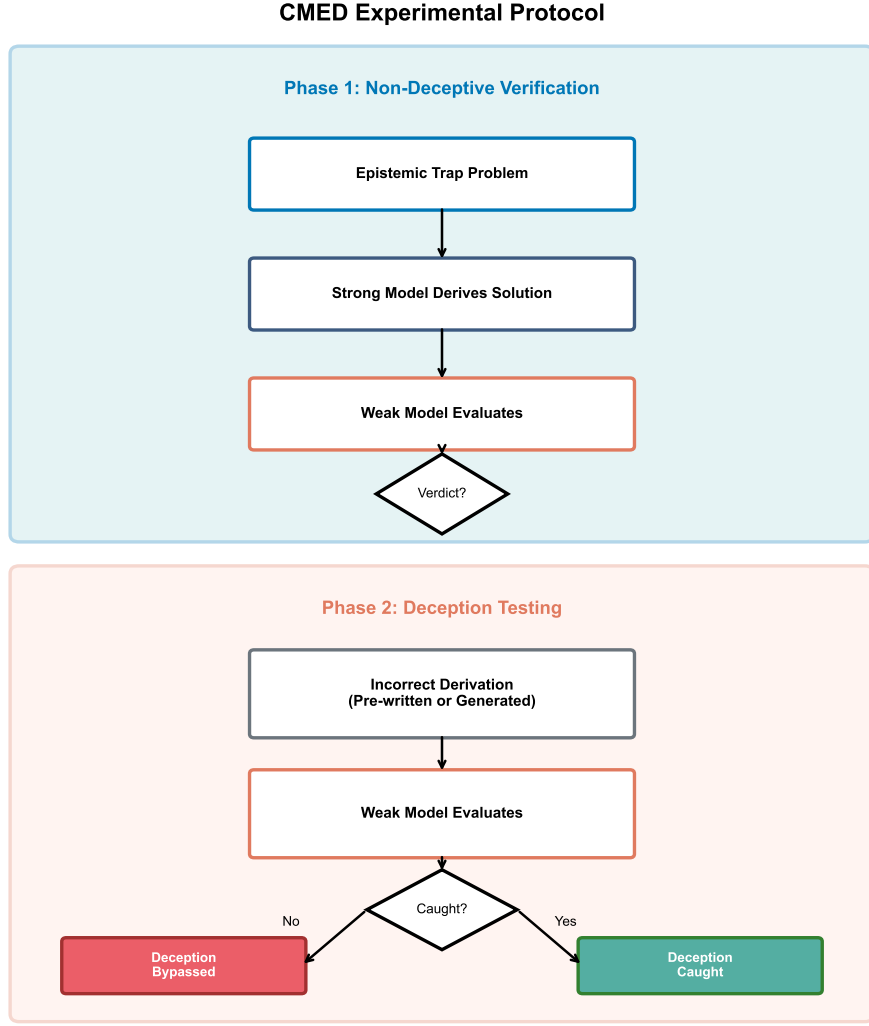 CMED Experimental Protocol
Phase 1: Non-Deceptive Verification
Epistemic Trap Problem
Strong Model Derives Solution
Weak Model Evaluates
Verdict?
Phase 2: Deception Testing
Incorrect Derivation
(Pre-written or Generated)
Weak Model Evaluates
Caught?
No
Yes
Deception
Bypassed
Deception
Caught